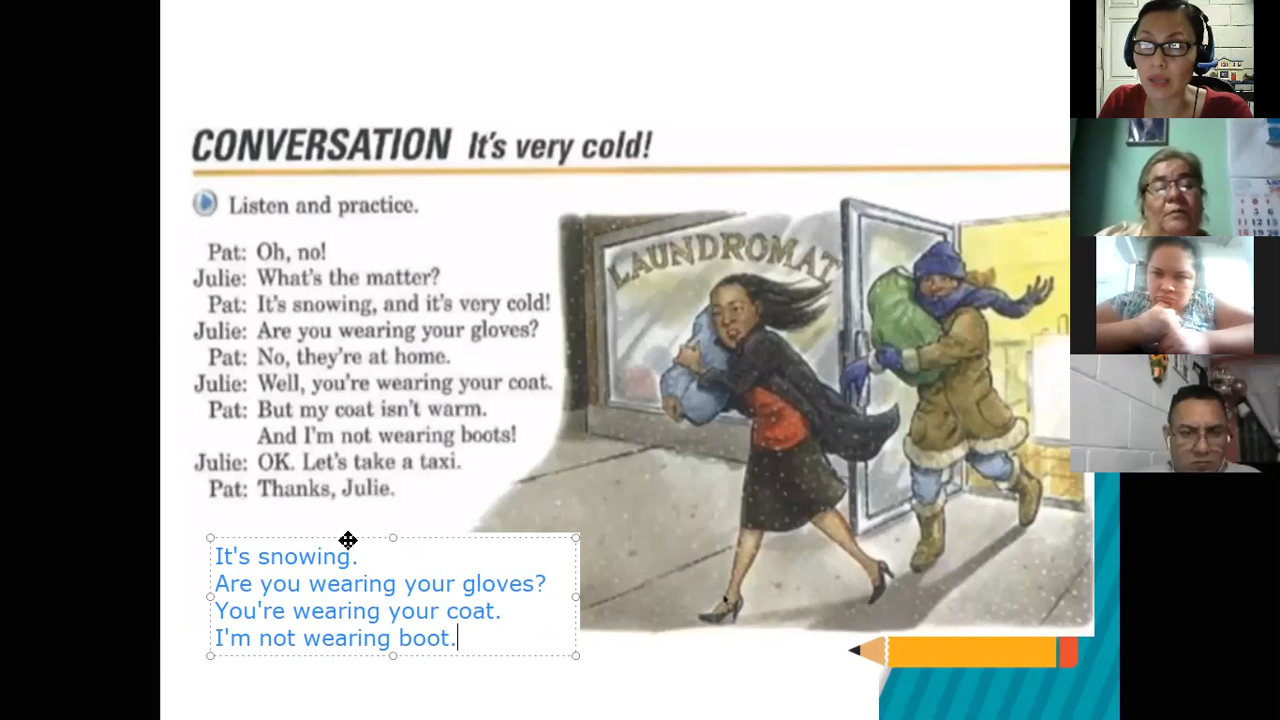 CONVERSATION It's very cold!
Listen and practice.
Pat: Oh, no!
Julie: What's the matter?
Pat: It's snowing, and it's very cold!
Julie: Are you wearing your gloves?
Pat: No, they're at home.
Julie: Well, you're wearing your coat.
Pat: But my coat isn't warm.
And I'm not wearing boots!
Julie: OK. Let's take a taxi.
Pat: Thanks, Julie.
LAUNDROMAT
It's snowing.
Are you wearing your gloves?
You're wearing your coat.
I'm not wearing boot.